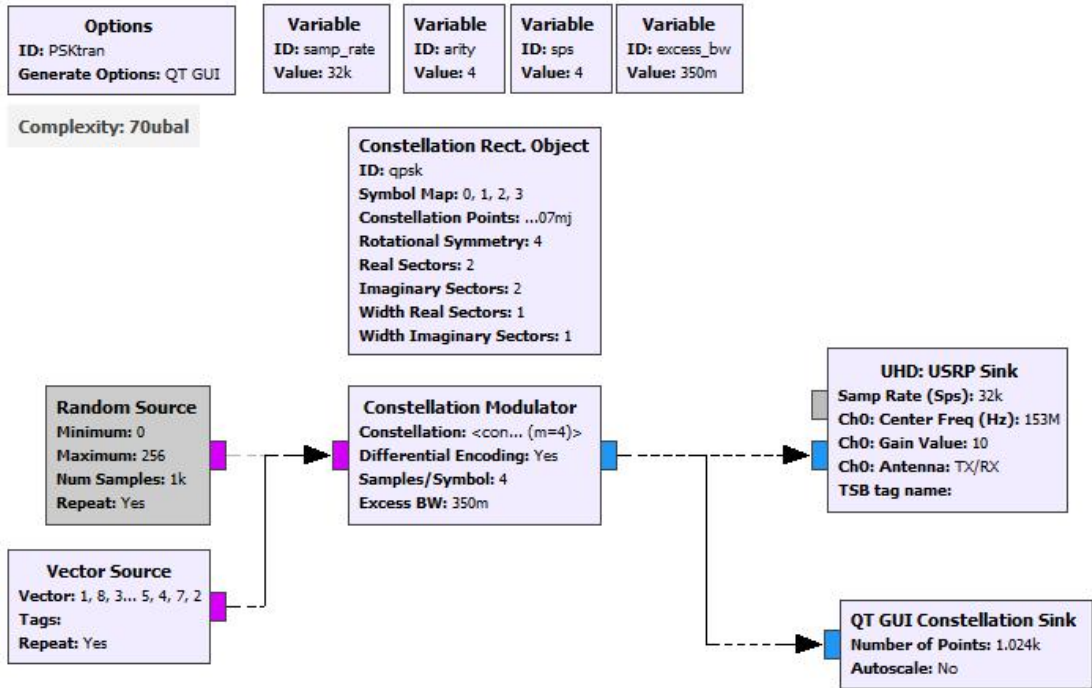 Options
ID: PSKtran
Generate Options: QT GUI
Variable
ID: samp_rate
Value: 32k
Variable
ID: arity
Value: 4
Variable
ID: sps
Value: 4
Variable
ID: excess_bw
Value: 350m
Complexity: 70ubal
Constellation Rect. Object
ID: qpsk
Symbol Map: 0, 1, 2, 3
Constellation Points: ...07mj
Rotational Symmetry: 4
Real Sectors: 2
Imaginary Sectors: 2
Width Real Sectors: 1
Width Imaginary Sectors: 1
Random Source
Minimum: 0
Maximum: 256
Num Samples: 1k
Repeat: Yes
Constellation Modulator
Constellation: <con... (m=4)>
Differential Encoding: Yes
Samples/Symbol: 4
Excess BW: 350m
UHD: USRP Sink
Samp Rate (Sps): 32k
Ch0: Center Freq (Hz): 153M
Ch0: Gain Value: 10
Ch0: Antenna: TX/RX
TSB tag name:
Vector Source
Vector: 1, 8, 3... 5, 4, 7, 2
Tags:
Repeat: Yes
QT GUI Constellation Sink
Number of Points: 1.024k
Autoscale: No